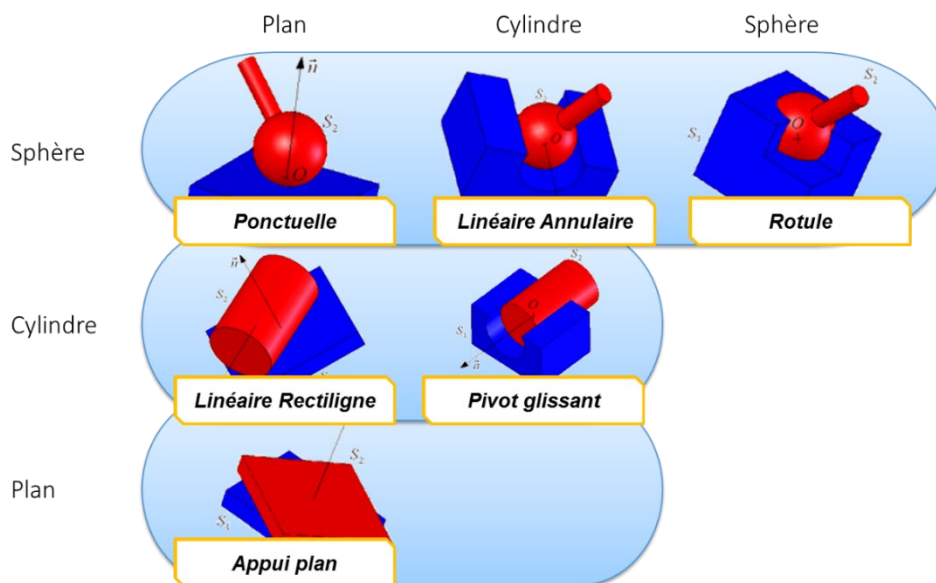 Plan Cylindre Sphère
Sphère
n⃗ S₂ O
S₁ O
S₂ S₁ O
Ponctuelle Linéaire Annulaire Rotule
Cylindre
n⃗ S₂
S₂ O S₁ a⃗
Linéaire Rectiligne Pivot glissant
Plan
S₂
S₁
Appui plan